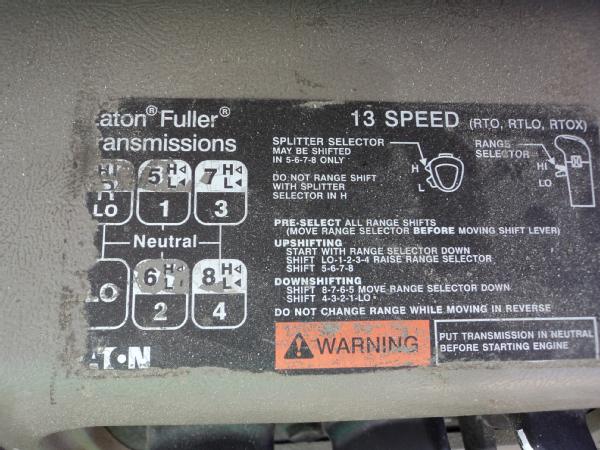 aton® Fuller®
ransmissions
13 SPEED (RTO, RTLO, RTOX)
HI
R
LO
5 H L
1
7 H L
3
Neutral
LO
6 H L
2
8 H L
4
SPLITTER SELECTOR
MAY BE SHIFTED
IN 5-6-7-8 ONLY
DO NOT RANGE SHIFT
WITH SPLITTER
SELECTOR IN H
H
L
RANGE
SELECTOR
HI
LO
PRE-SELECT ALL RANGE SHIFTS
(MOVE RANGE SELECTOR BEFORE MOVING SHIFT LEVER)
UPSHIFTING
START WITH RANGE SELECTOR DOWN
SHIFT LO-1-2-3-4 RAISE RANGE SELECTOR
SHIFT 5-6-7-8
DOWNSHIFTING
SHIFT 8-7-6-5 MOVE RANGE SELECTOR DOWN
SHIFT 4-3-2-1-LO
DO NOT CHANGE RANGE WHILE MOVING IN REVERSE
WARNING
PUT TRANSMISSION IN NEUTRAL
BEFORE STARTING ENGINE
AT•N